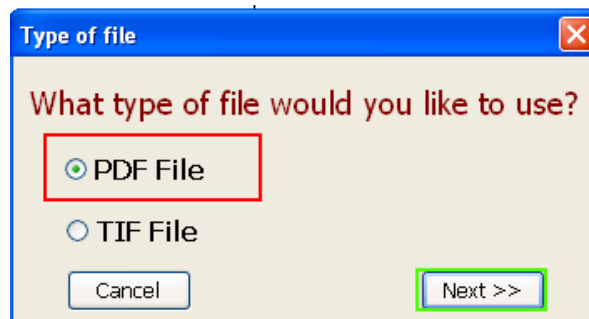 Type of file
What type of file would you like to use?
PDF File
TIF File
Cancel
Next >>